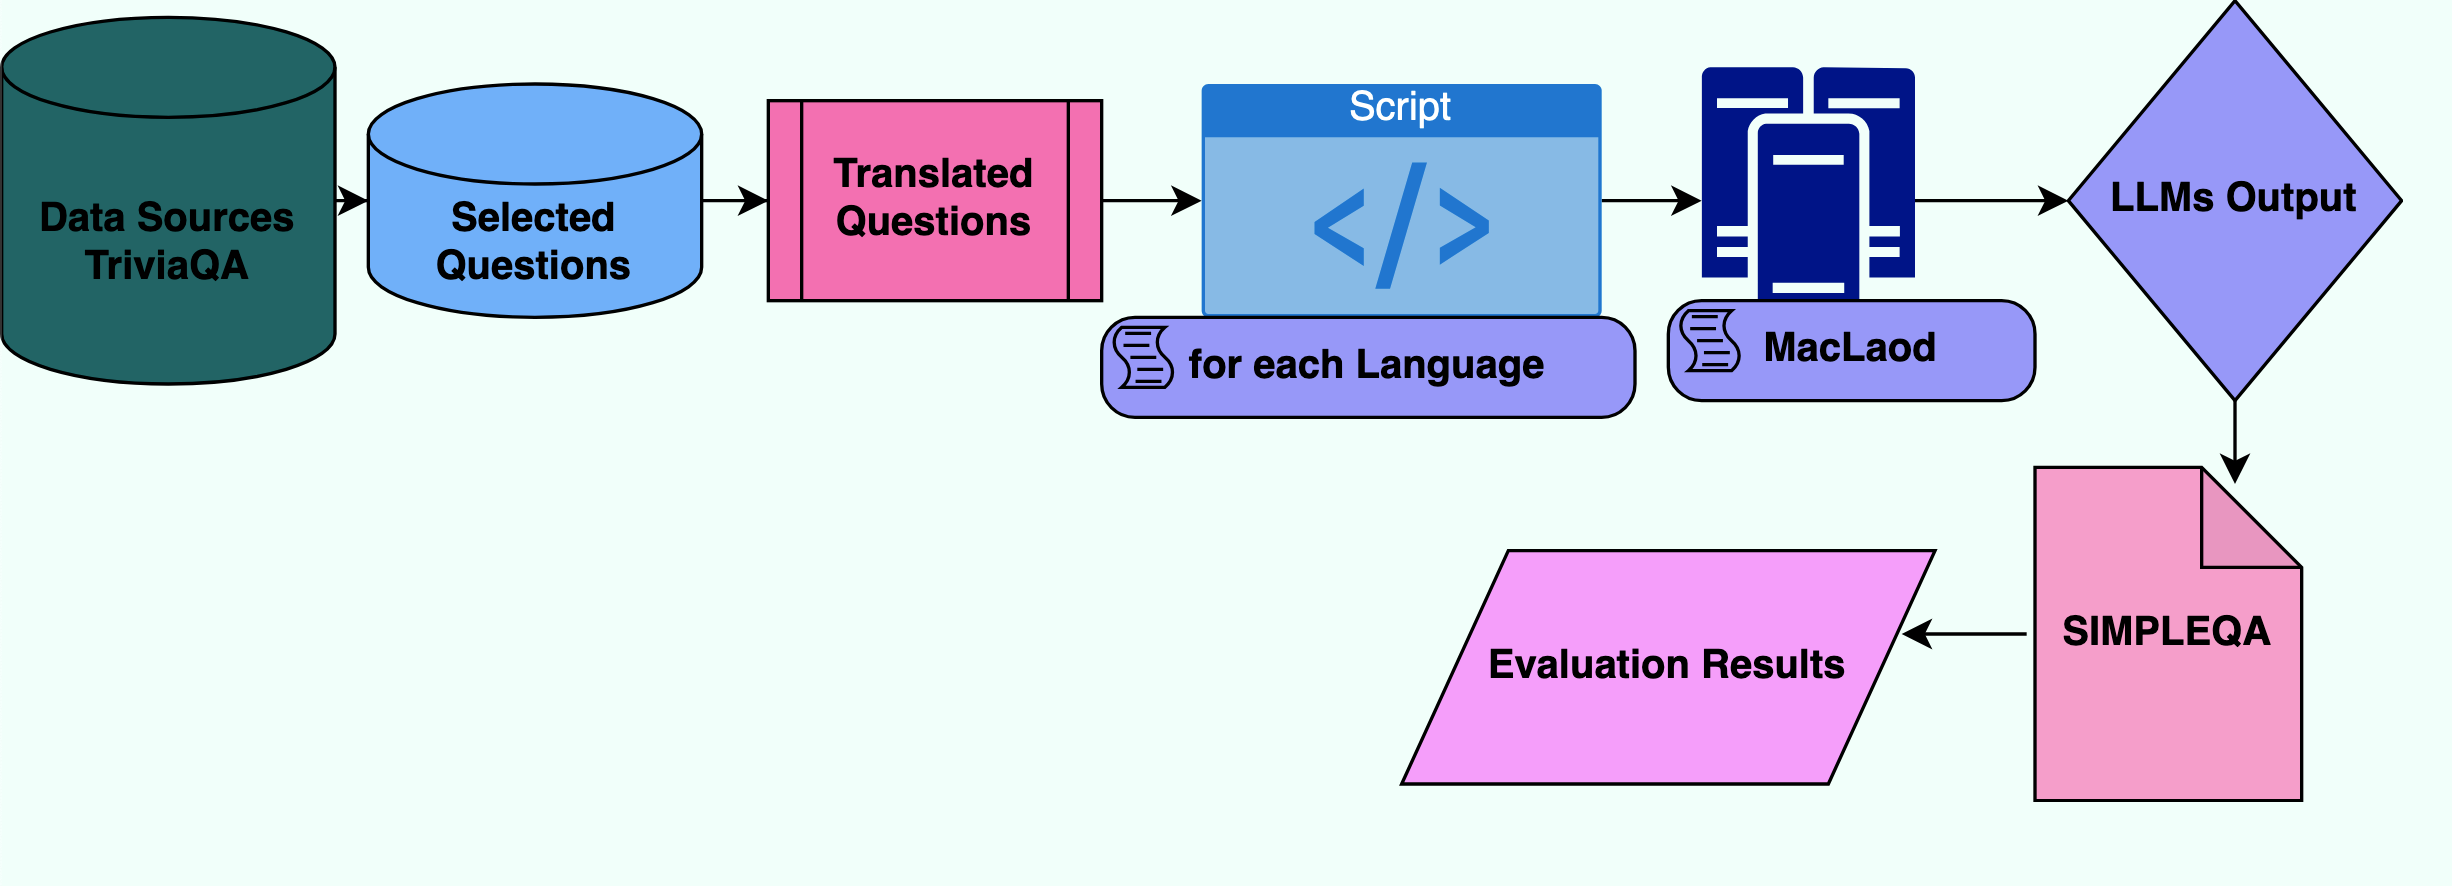 Data Sources
TriviaQA
Selected
Questions
Translated
Questions
Script
</>
for each Language
MacLaod
LLMs Output
SIMPLEQA
Evaluation Results